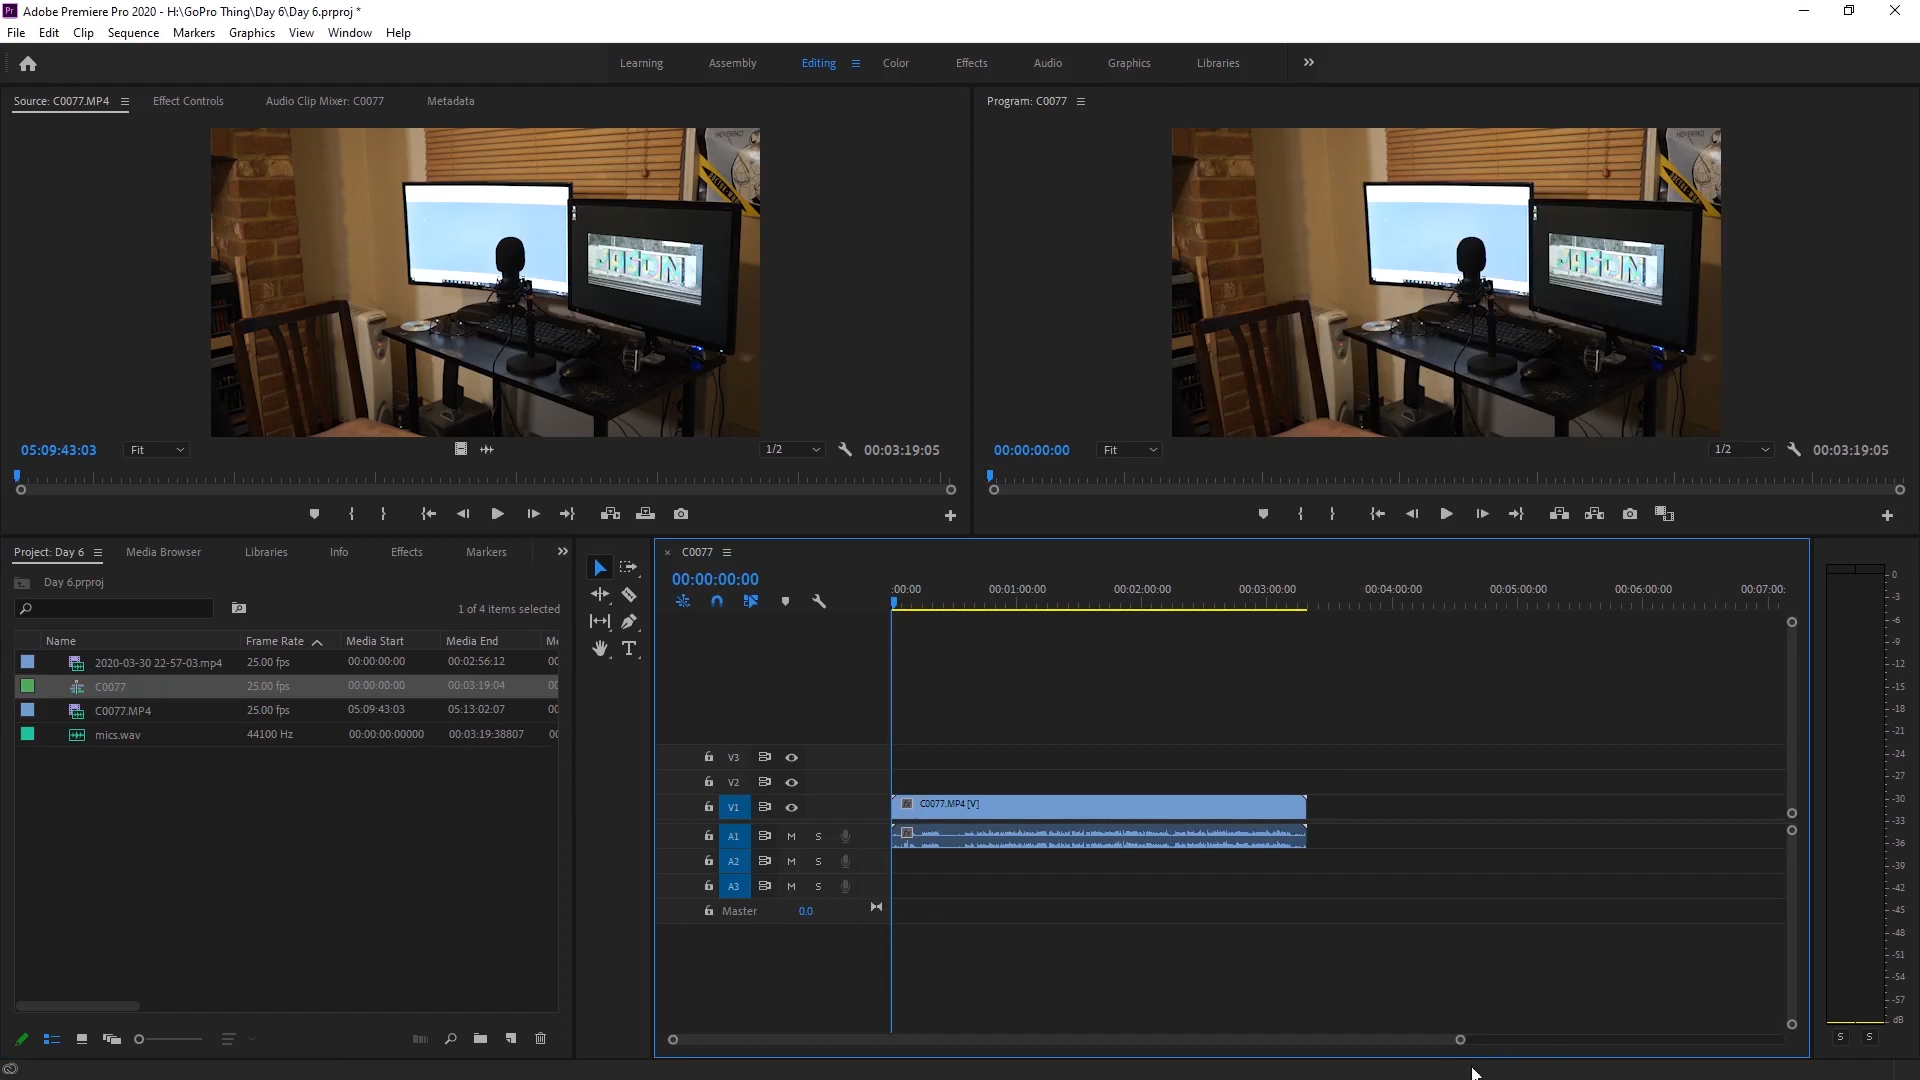 Pr Adobe Premiere Pro 2020 - H:\GoPro Thing\Day 6\Day 6.prproj *
File Edit Clip Sequence Markers Graphics View Window Help
Learning Assembly Editing Color Effects Audio Graphics Libraries
Source: C0077.MP4 Effect Controls Audio Clip Mixer: C0077 Metadata
Program: C0077
HOVERPAD
HOVERPAD
JASON
JASON
05:09:43:03 Fit 1/2 00:03:19:05
00:00:00:00 Fit 1/2 00:03:19:05
Project: Day 6 Media Browser Libraries Info Effects Markers
C0077
Day 6.prproj
00:00:00:00
1 of 4 items selected
:00:00 00:01:00:00 00:02:00:00 00:03:00:00 00:04:00:00 00:05:00:00 00:06:00:00 00:07:00:
Name Frame Rate Media Start Media End Me
2020-03-30 22-57-03.mp4 25.00 fps 00:00:00:00 00:02:56:12 00
C0077 25.00 fps 00:00:00:00 00:03:19:04 00
C0077.MP4 25.00 fps 05:09:43:03 05:13:02:07 00
mics.wav 44100 Hz 00:00:00:00000 00:03:19:38807 00
V3
V2
V1 C0077.MP4 [V]
fx
A1 M S
A2 M S
A3 M S
Master 0.0
0
-3
-6
-9
-12
-15
-18
-21
-24
-27
-30
-33
-36
-39
-42
-45
-48
-51
-54
-57
dB
S S